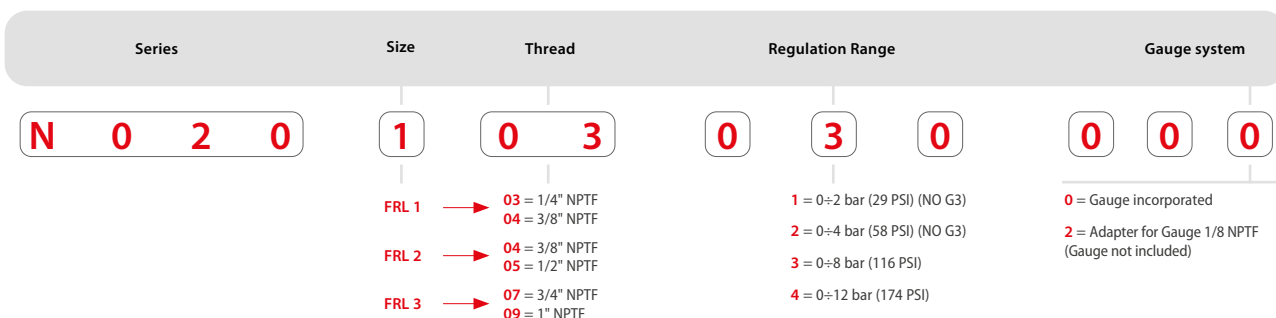 Series Size Thread Regulation Range Gauge system
N 0 2 0 1 0 3 0 3 0 0 0 0
FRL 1 03 = 1/4" NPTF
04 = 3/8" NPTF
FRL 2 04 = 3/8" NPTF
05 = 1/2" NPTF
FRL 3 07 = 3/4" NPTF
09 = 1" NPTF
1 = 0÷2 bar (29 PSI) (NO G3)
2 = 0÷4 bar (58 PSI) (NO G3)
3 = 0÷8 bar (116 PSI)
4 = 0÷12 bar (174 PSI)
0 = Gauge incorporated
2 = Adapter for Gauge 1/8 NPTF
(Gauge not included)